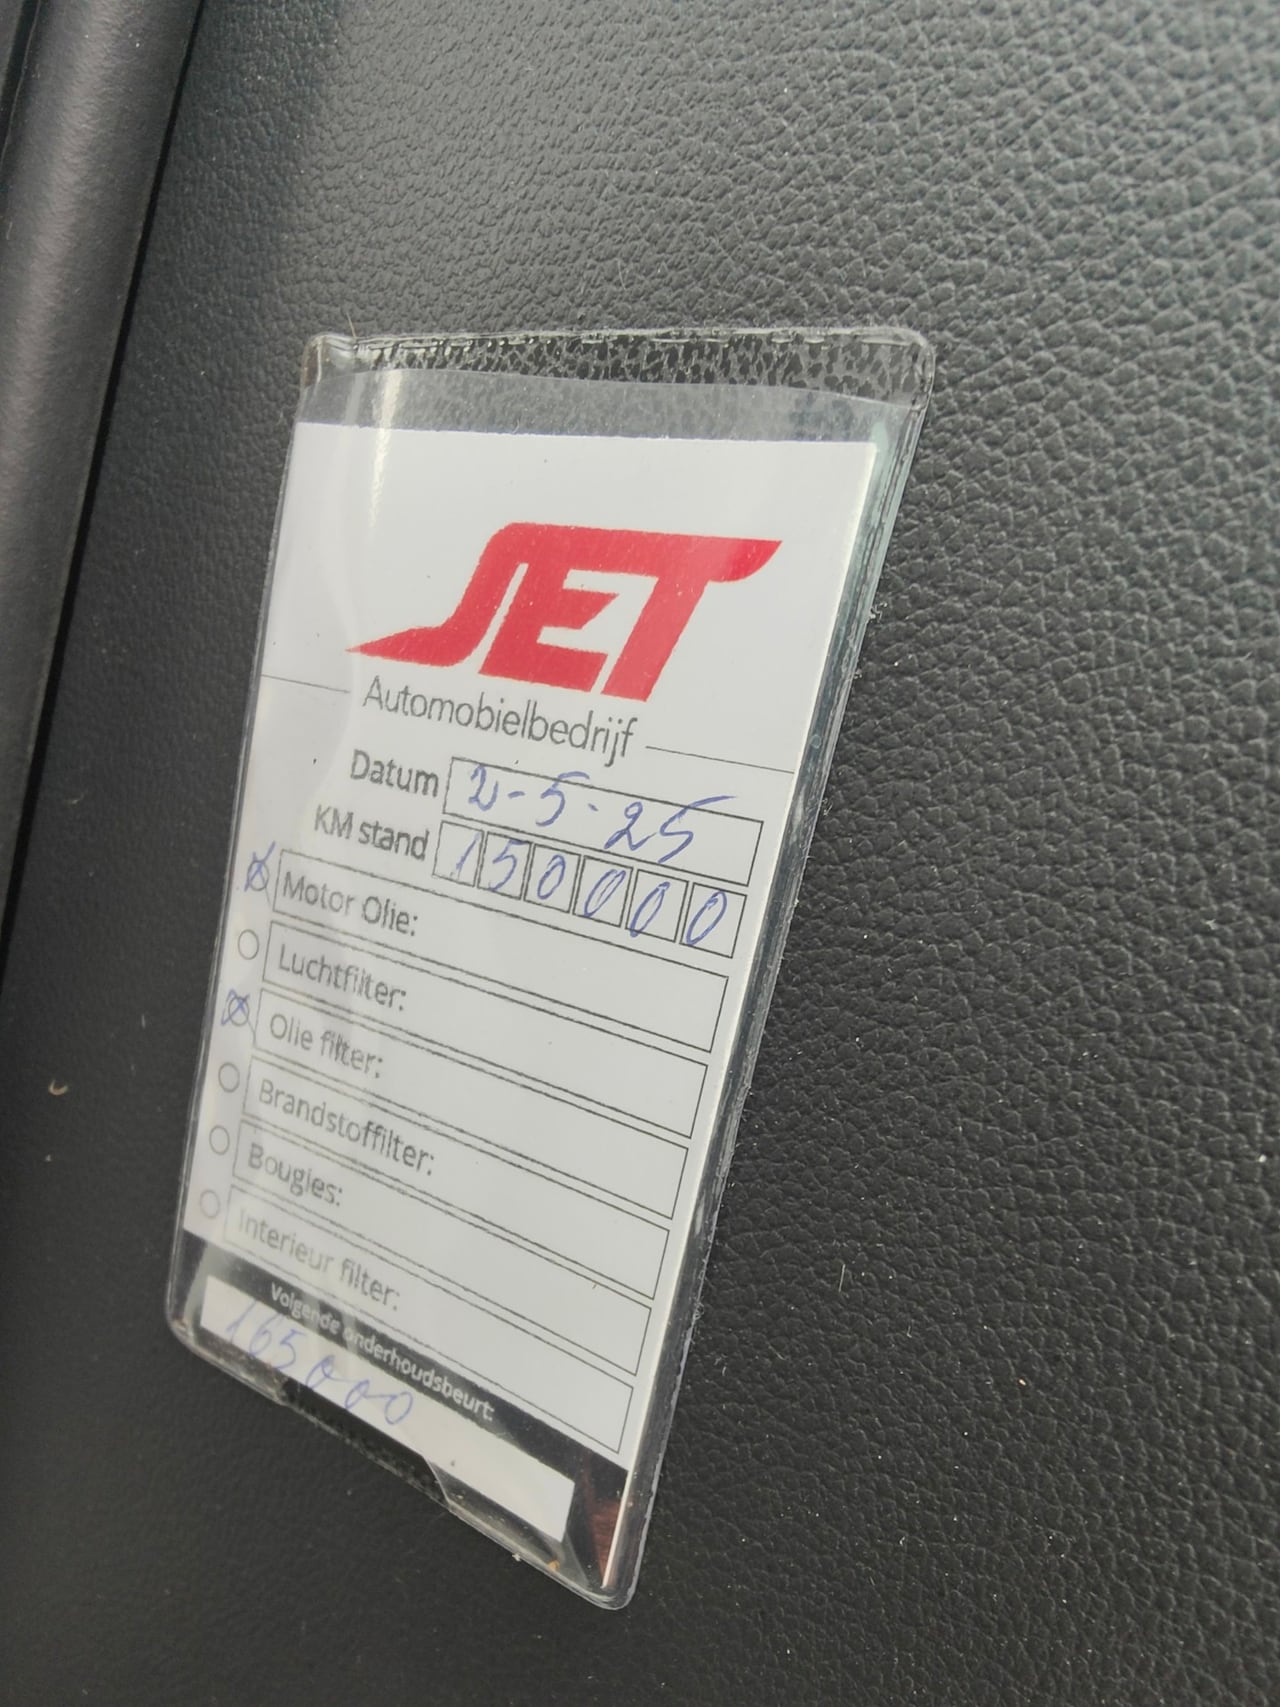 JET
Automobielbedrijf
Datum 2-5-25
KM stand 150000
Motor Olie:
Luchtfilter:
Olie filter:
Brandstoffilter:
Bougies:
Interieur filter:
Volgende onderhoudsbeurt:
165000